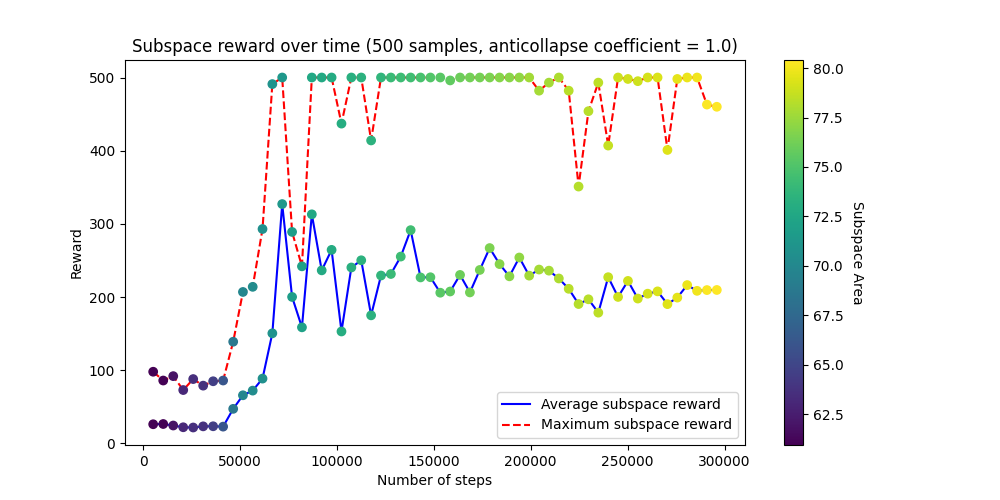 Subspace reward over time (500 samples, anticollapse coefficient = 1.0)
Reward
500
400
300
200
100
0
0 50000 100000 150000 200000 250000 300000
Number of steps
Average subspace reward
Maximum subspace reward
80.0
77.5
75.0
72.5
70.0
67.5
65.0
62.5
Subspace Area